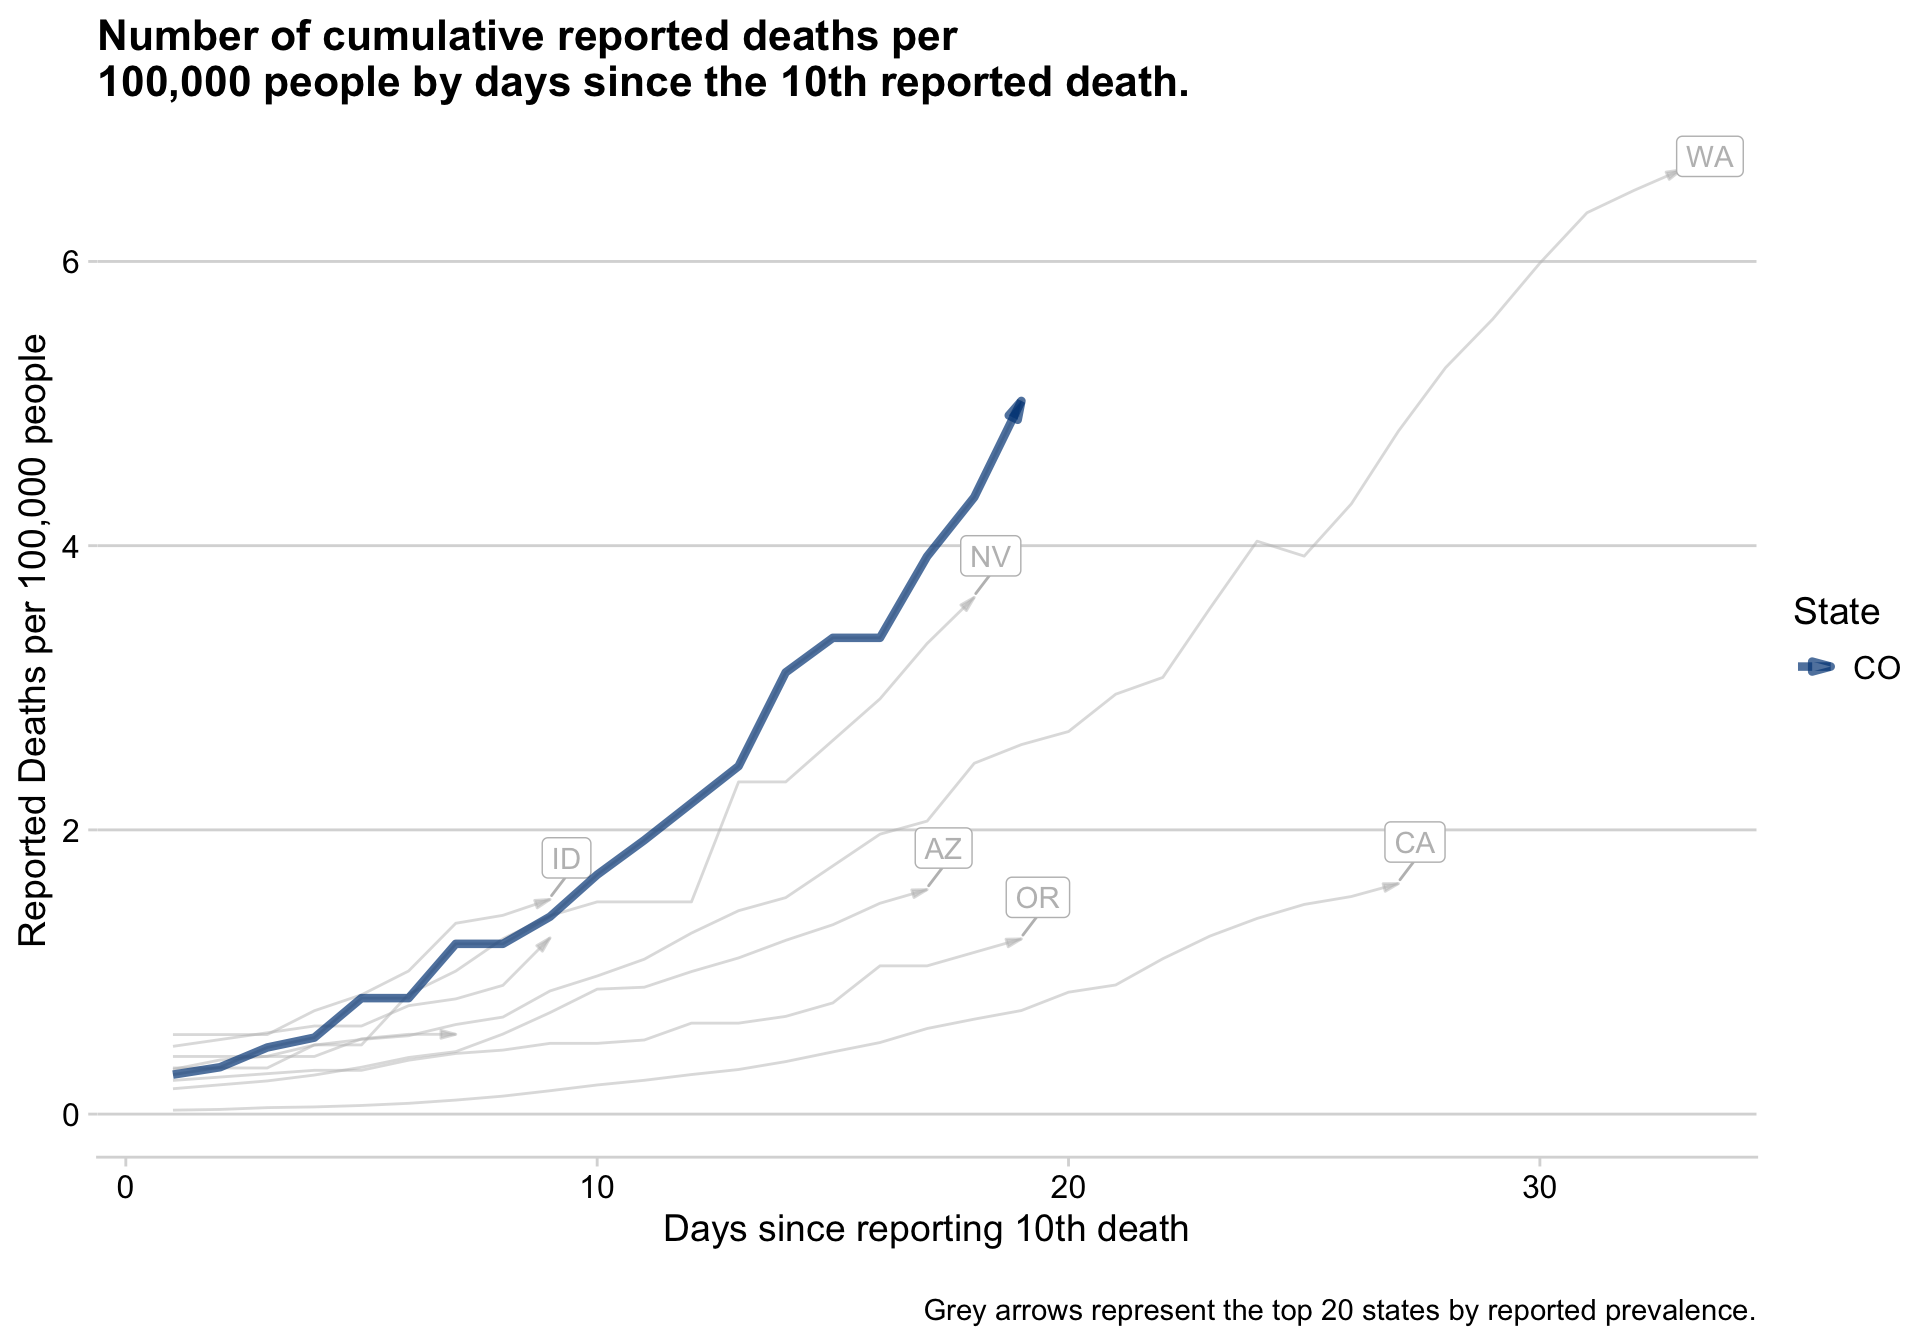 Number of cumulative reported deaths per
100,000 people by days since the 10th reported death.
WA
6
4
2
0
Reported Deaths per 100,000 people
NV
ID
AZ
OR
CA
State
CO
0 10 20 30
Days since reporting 10th death
Grey arrows represent the top 20 states by reported prevalence.